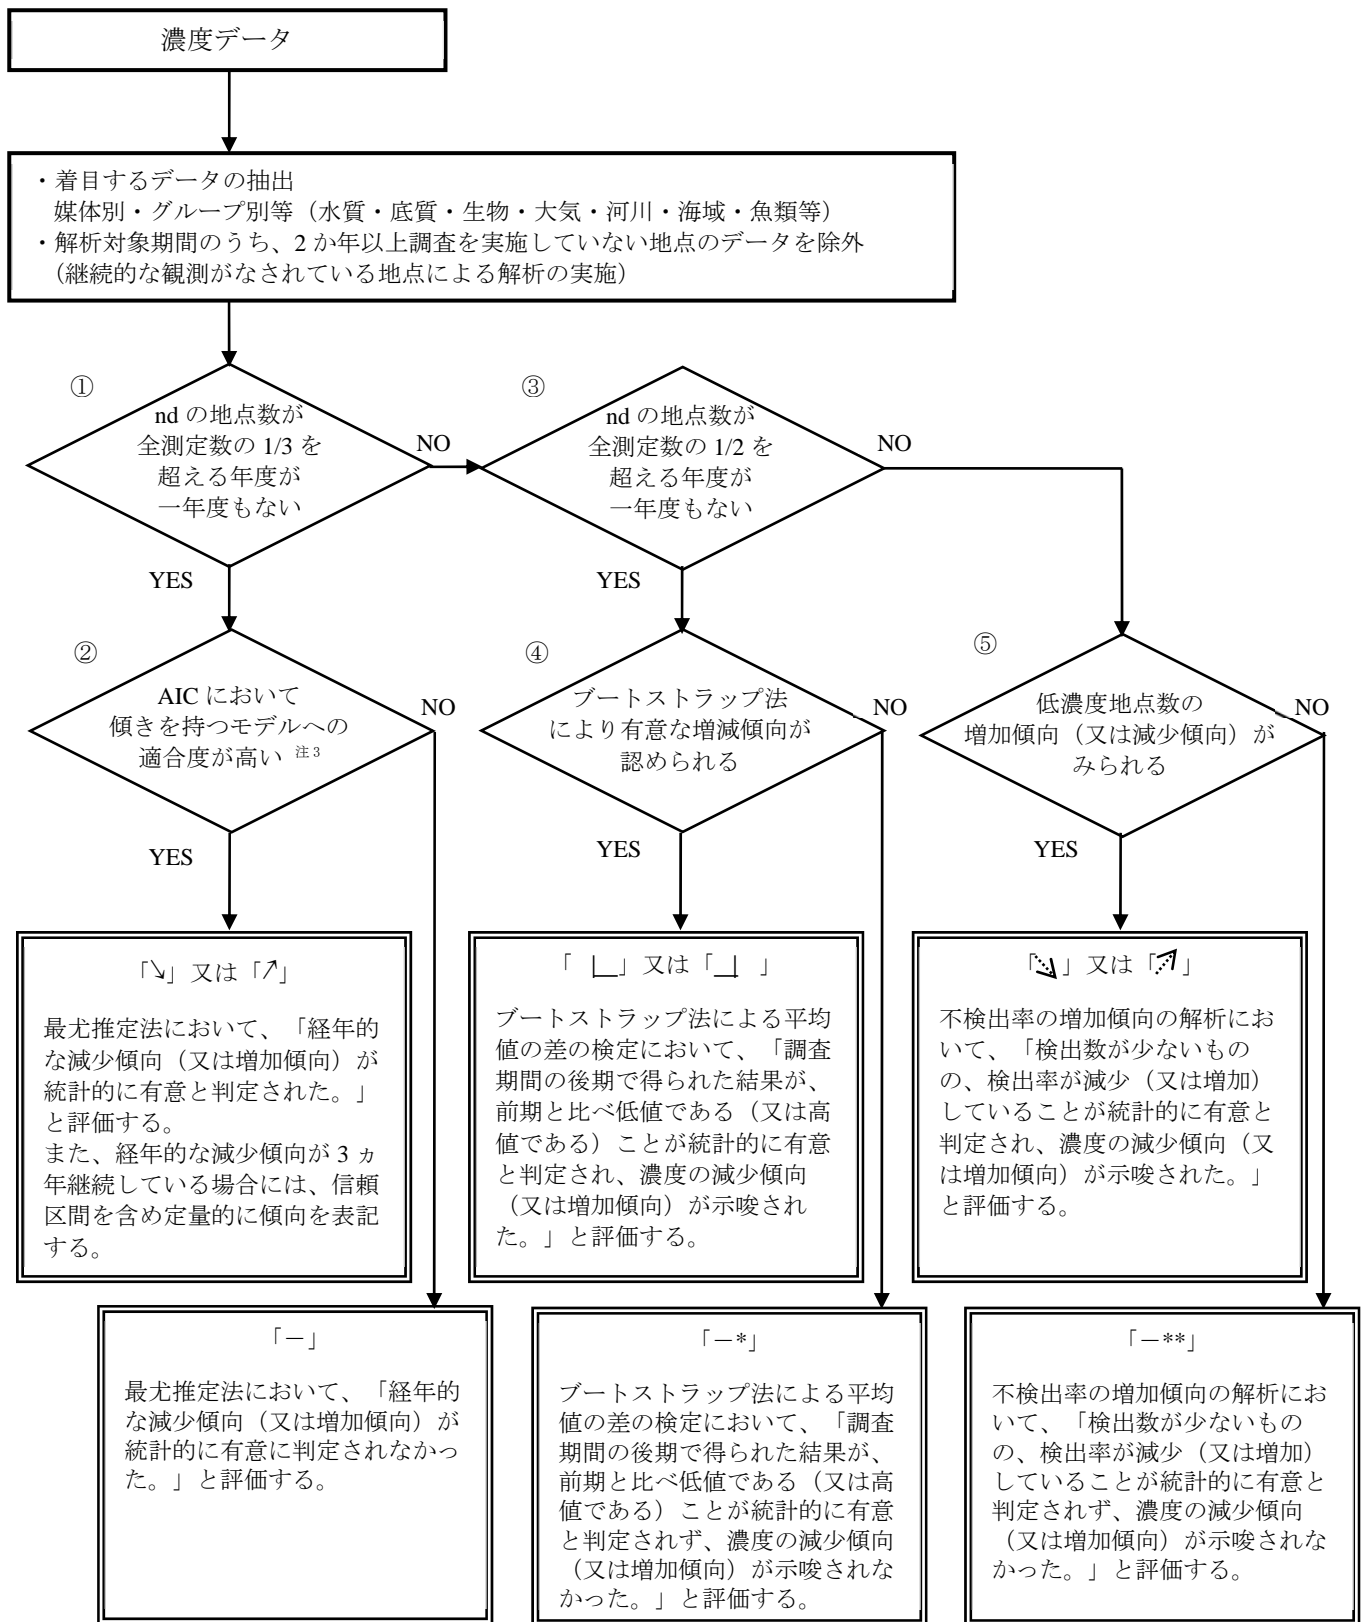 濃度データ
・着目するデータの抽出
媒体別・グループ別等（水質・底質・生物・大気・河川・海域・魚類等）
・解析対象期間のうち、2 か年以上調査を実施していない地点のデータを除外
（継続的な観測がなされている地点による解析の実施）
①
nd の地点数が
全測定数の 1/3 を
超える年度が
一年度もない
NO
YES
③
nd の地点数が
全測定数の 1/2 を
超える年度が
一年度もない
NO
YES
②
AIC において
傾きを持つモデルへの
適合度が高い 注3
NO
YES
④
ブートストラップ法
により有意な増減傾向が
認められる
NO
YES
⑤
低濃度地点数の
増加傾向（又は減少傾向）が
みられる
NO
YES
「↘」又は「↗」
最尤推定法において、「経年的
な減少傾向（又は増加傾向）が
統計的に有意と判定された。」
と評価する。
また、経年的な減少傾向が 3 ヵ
年継続している場合には、信頼
区間を含め定量的に傾向を表記
する。
「 」又は「 」
ブートストラップ法による平均
値の差の検定において、「調査
期間の後期で得られた結果が、
前期と比べ低値である（又は高
値である）ことが統計的に有意
と判定され、濃度の減少傾向
（又は増加傾向）が示唆され
た。」と評価する。
「 」又は「 」
不検出率の増加傾向の解析にお
いて、「検出数が少ないもの
の、検出率が減少（又は増加）
していることが統計的に有意と
判定され、濃度の減少傾向（又
は増加傾向）が示唆された。」
と評価する。
「－」
最尤推定法において、「経年的
な減少傾向（又は増加傾向）が
統計的に有意に判定されなかっ
た。」と評価する。
「－*」
ブートストラップ法による平均
値の差の検定において、「調査
期間の後期で得られた結果が、
前期と比べ低値である（又は高
値である）ことが統計的に有意
と判定されず、濃度の減少傾向
（又は増加傾向）が示唆されな
かった。」と評価する。
「－**」
不検出率の増加傾向の解析にお
いて、「検出数が少ないもの
の、検出率が減少（又は増加）
していることが統計的に有意と
判定されず、濃度の減少傾向
（又は増加傾向）が示唆されな
かった。」と評価する。